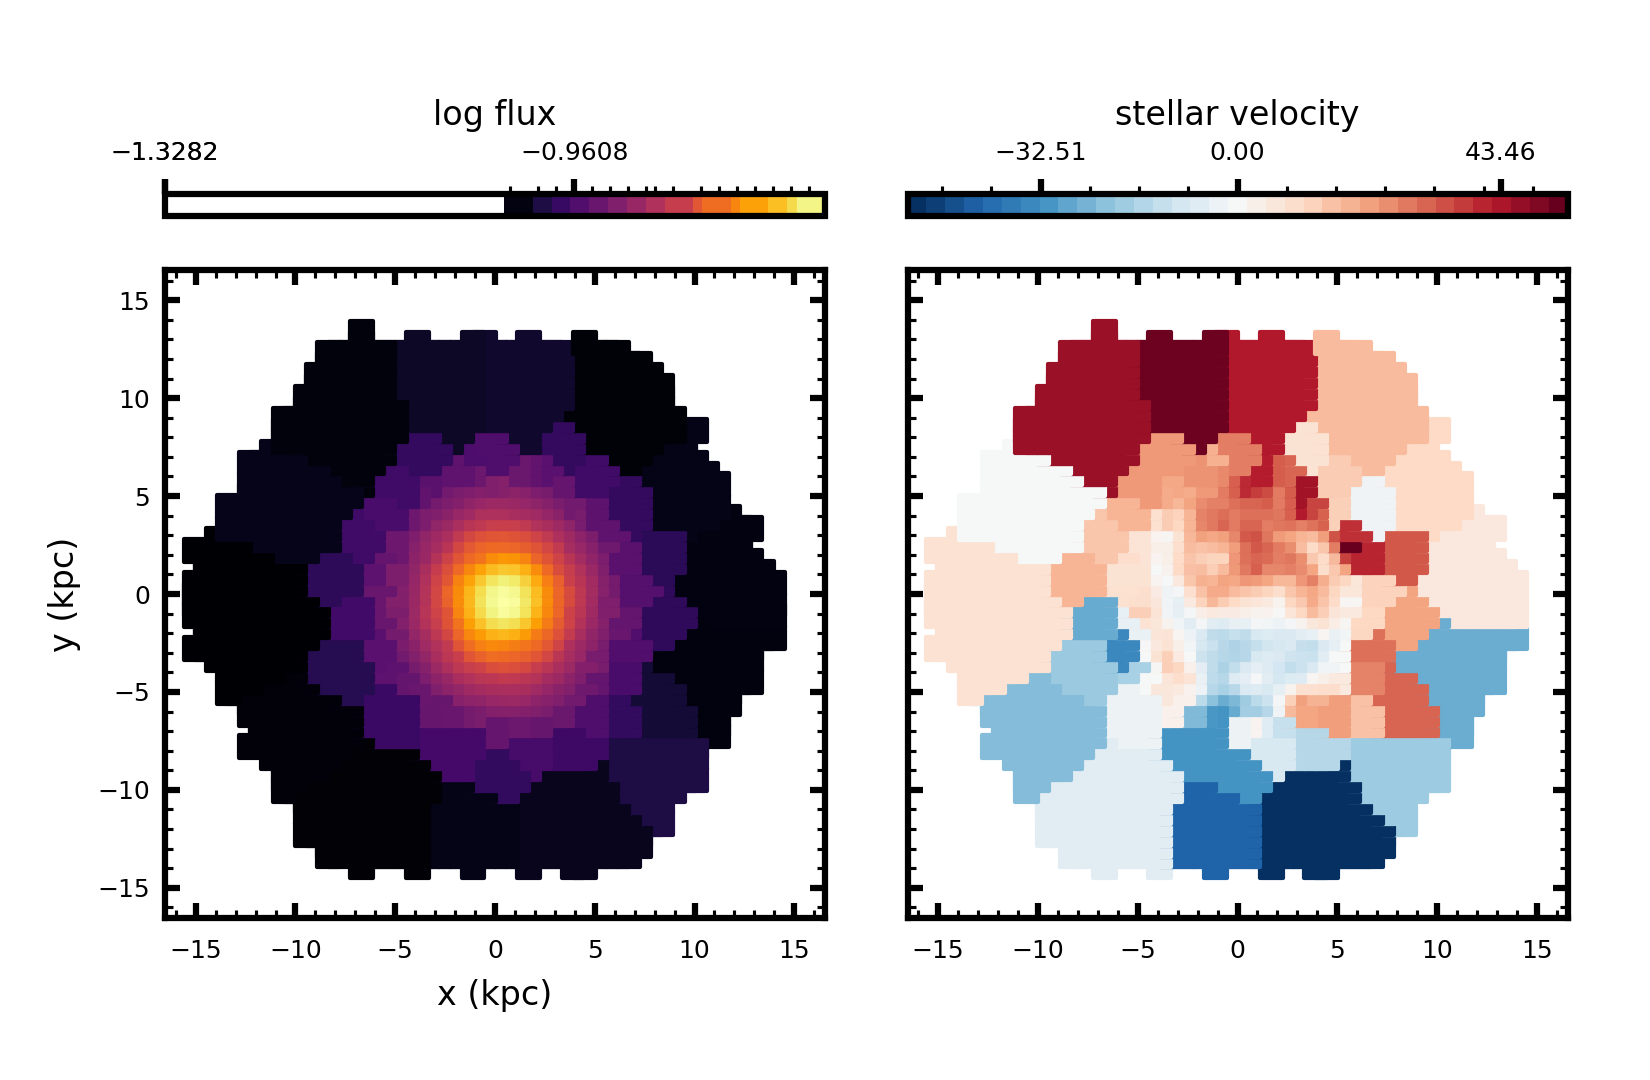 log flux
−1.3282 −0.9608
stellar velocity
−32.51 0.00 43.46
y (kpc)
15
10
5
0
−5
−10
−15
−15 −10 −5 0 5 10 15
x (kpc)
−15 −10 −5 0 5 10 15